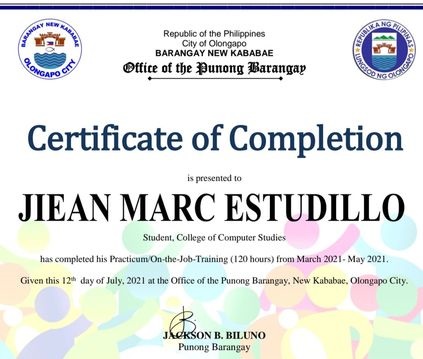 Republic of the Philippines
City of Olongapo
BARANGAY NEW KABABAE
Office of the Punong Barangay
BARANGAY NEW KABABAE
OLONGAPO CITY
REPUBLIKA NG PILIPINAS
LUNGSOD NG OLONGAPO
Certificate of Completion
is presented to
JIEAN MARC ESTUDILLO
Student, College of Computer Studies
has completed his Practicum/On-the-Job-Training (120 hours) from March 2021- May 2021.
Given this 12th day of July, 2021 at the Office of the Punong Barangay, New Kababae, Olongapo City.
JACKSON B. BILUNO
Punong Barangay